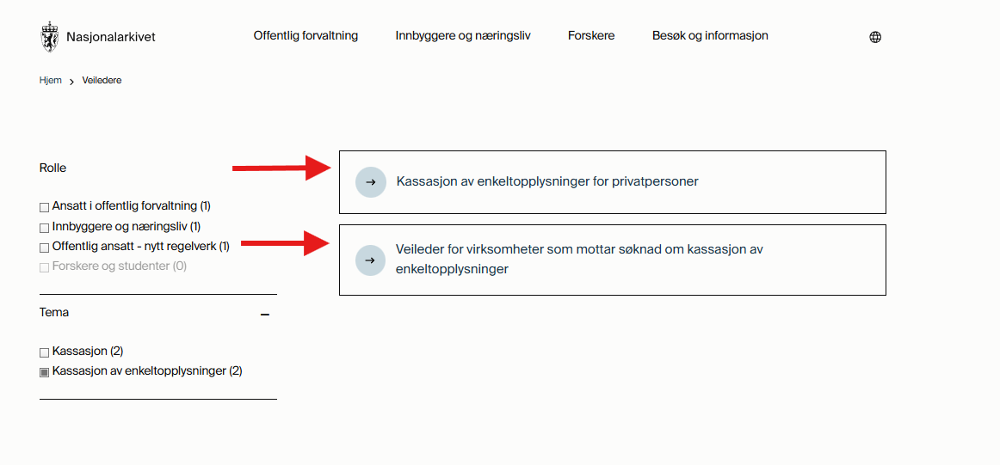 Nasjonalarkivet
Offentlig forvaltning
Innbyggere og næringsliv
Forskere
Besøk og informasjon
Hjem > Veiledere
Rolle
Ansatt i offentlig forvaltning (1)
Innbyggere og næringsliv (1)
Offentlig ansatt - nytt regelverk (1)
Forskere og studenter (0)
Tema
Kassasjon (2)
Kassasjon av enkeltopplysninger (2)
Kassasjon av enkeltopplysninger for privatpersoner
Veileder for virksomheter som mottar søknad om kassasjon av
enkeltopplysninger